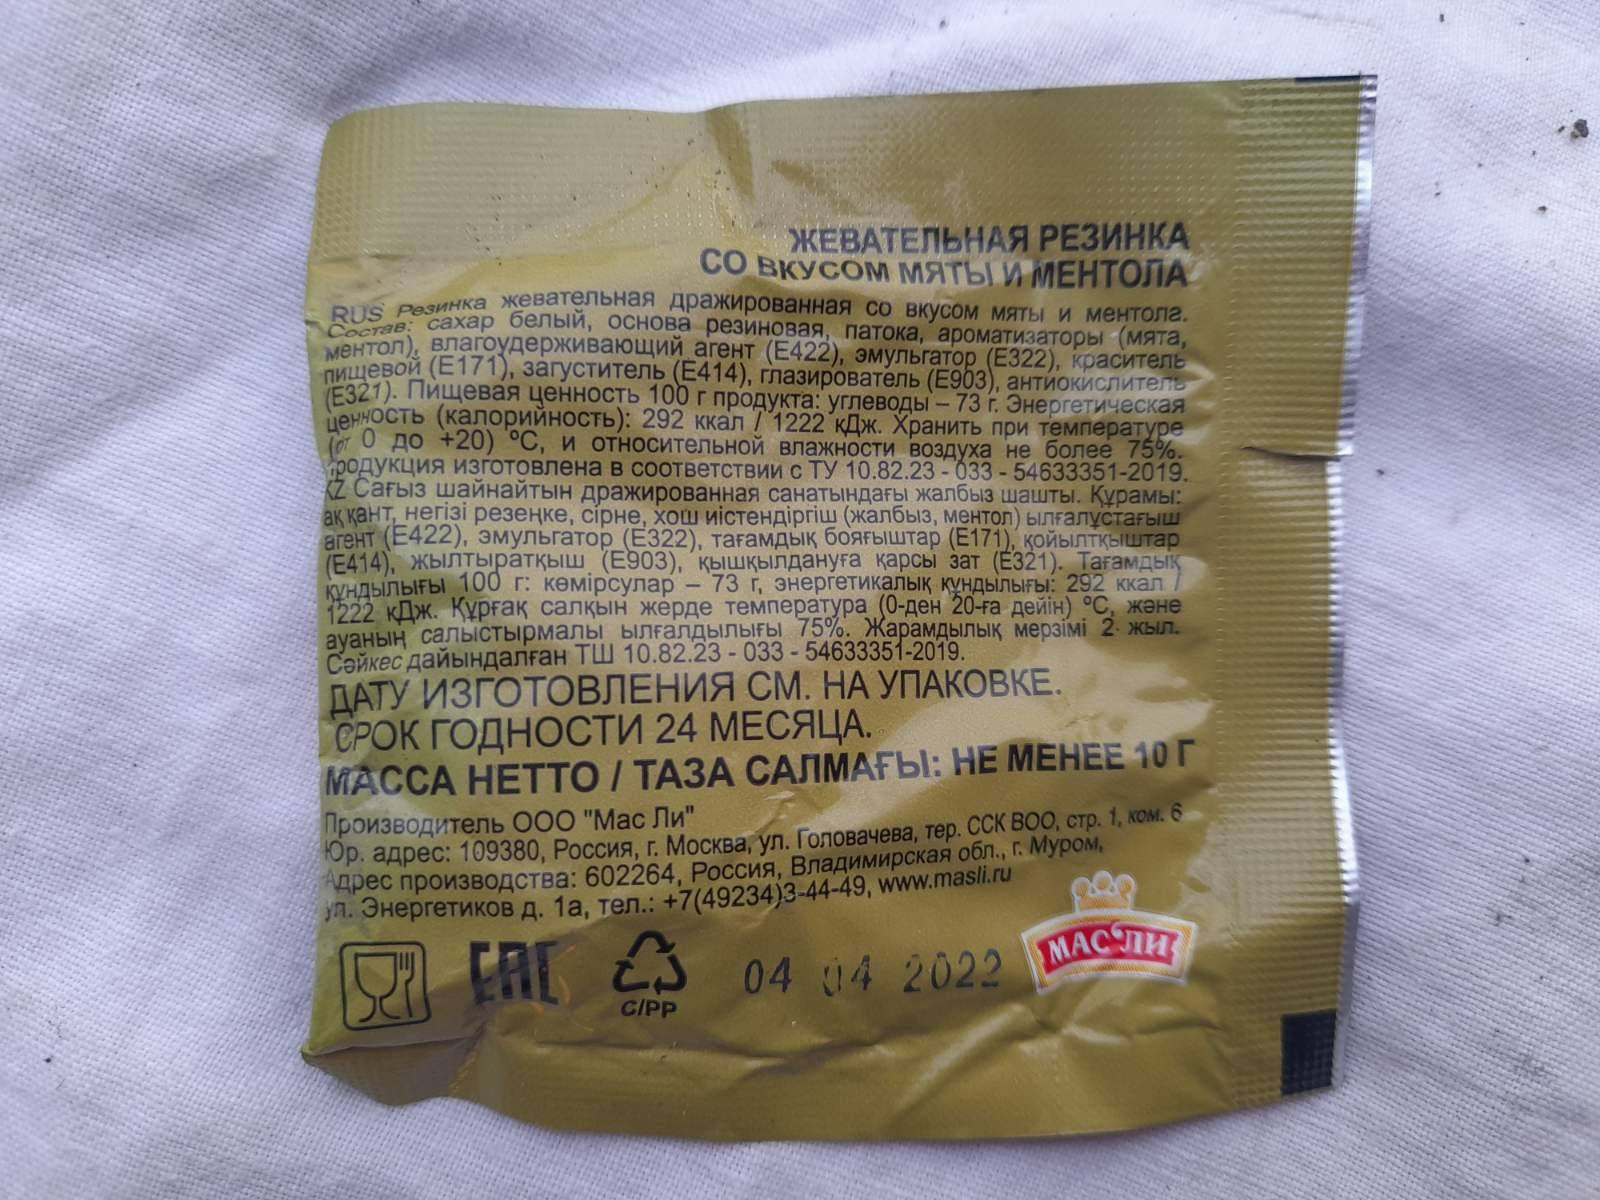 ЖЕВАТЕЛЬНАЯ РЕЗИНКА
СО ВКУСОМ МЯТЫ И МЕНТОЛА
RUS Резинка жевательная дражированная со вкусом мяты и ментола.
Состав: сахар белый, основа резиновая, патока, ароматизаторы (мята,
ментол), влагоудерживающий агент (Е422), эмульгатор (Е322), краситель
пищевой (Е171), загуститель (Е414), глазирователь (Е903), антиокислитель
(Е321). Пищевая ценность 100 г продукта: углеводы – 73 г. Энергетическая
ценность (калорийность): 292 ккал / 1222 кДж. Хранить при температуре
(от 0 до +20) °С, и относительной влажности воздуха не более 75%.
Продукция изготовлена в соответствии с ТУ 10.82.23 - 033 - 54633351-2019.
KZ Сағыз шайнайтын дражированная санатындағы жалбыз шашты. Құрамы:
ақ қант, негізі резеңке, сірне, хош иістендіргіш (жалбыз, ментол) ылғалұстағыш
агент (Е422), эмульгатор (Е322), тағамдық бояғыштар (Е171), қойылтқыштар
(Е414), жылтыратқыш (Е903), қышқылдануға қарсы зат (Е321). Тағамдық
құндылығы 100 г: көмірсулар – 73 г, энергетикалық құндылығы: 292 ккал /
1222 кДж. Құрғақ салқын жерде температура (0-ден 20-ға дейін) °С, және
ауаның салыстырмалы ылғалдылығы 75%. Жарамдылық мерзімі 2 жыл.
Сәйкес дайындалған ТШ 10.82.23 - 033 - 54633351-2019.
ДАТУ ИЗГОТОВЛЕНИЯ СМ. НА УПАКОВКЕ.
СРОК ГОДНОСТИ 24 МЕСЯЦА.
МАССА НЕТТО / ТАЗА САЛМАҒЫ: НЕ МЕНЕЕ 10 Г
Производитель ООО "Мас Ли"
Юр. адрес: 109380, Россия, г. Москва, ул. Головачева, тер. ССК ВОО, стр. 1, ком. 6
Адрес производства: 602264, Россия, Владимирская обл., г. Муром,
ул. Энергетиков д. 1а, тел.: +7(49234)3-44-49, www.masli.ru
МАС'ЛИ
EAC
04 04 2022
C/PP